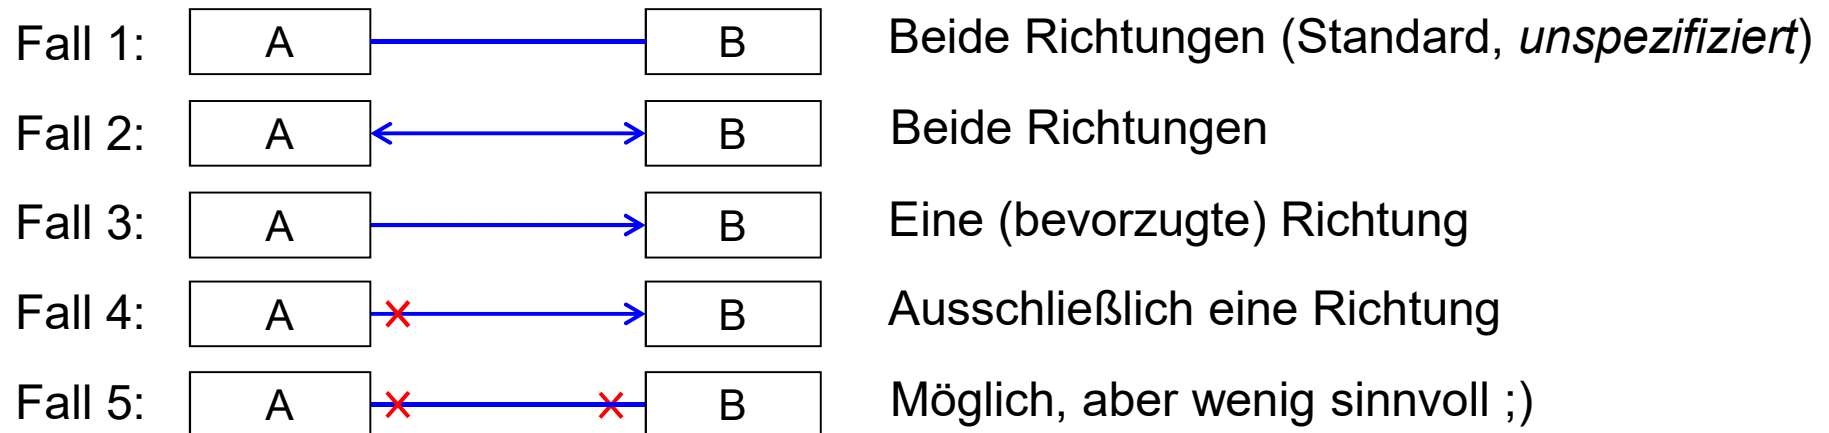 Fall 1: A B Beide Richtungen (Standard, unspezifiziert)
Fall 2: A B Beide Richtungen
Fall 3: A B Eine (bevorzugte) Richtung
Fall 4: A B Ausschließlich eine Richtung
Fall 5: A B Möglich, aber wenig sinnvoll ;)